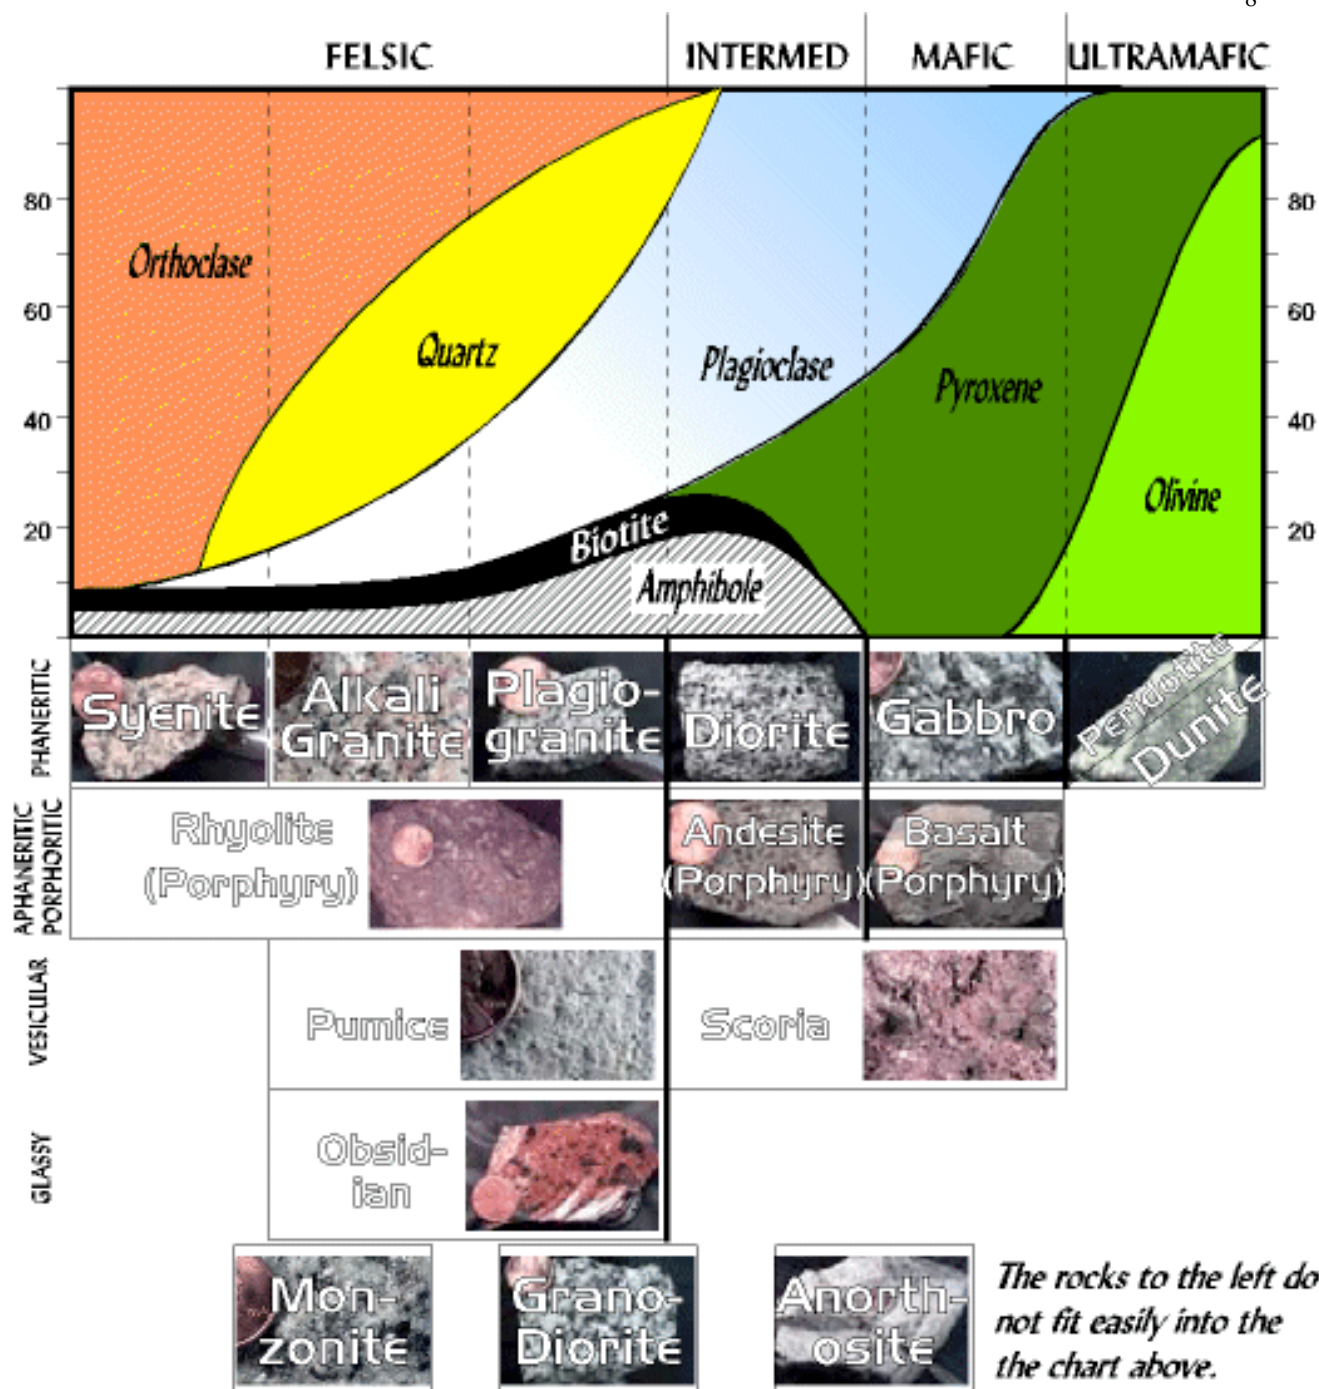 8
FELSIC INTERMED MAFIC ULTRAMAFIC
80 80
Orthoclase
60 60
Quartz Plagioclase
Pyroxene
40 40
Olivine
20 Biotite 20
Amphibole
PHANERITIC
Syenite
Alkali
Granite
Plagio-
granite
Diorite
Gabbro
Peridotite
Dunite
APHANERITIC
PORPHORITIC
Rhyolite
(Porphyry)
Andesite
(Porphyry)
Basalt
(Porphyry)
VESICULAR
Pumice
Scoria
GLASSY
Obsid-
ian
Mon-
zonite
Grano-
Diorite
Anorth-
osite
The rocks to the left do
not fit easily into the
the chart above.